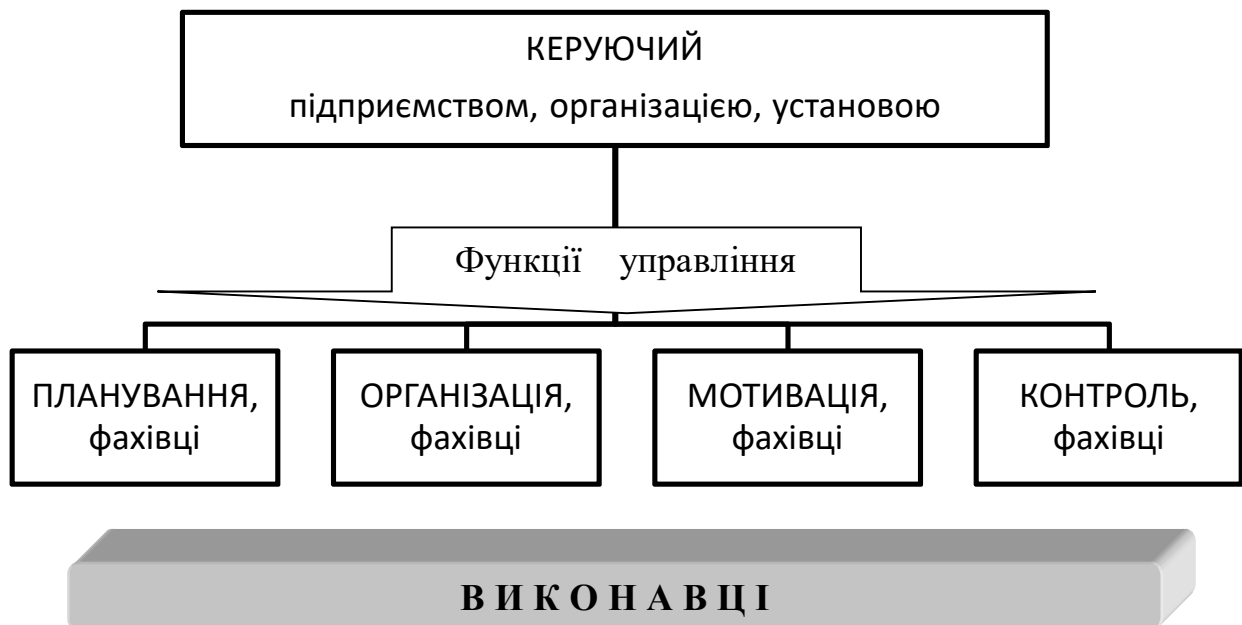 КЕРУЮЧИЙ
підприємством, організацією, установою
Функції управління
ПЛАНУВАННЯ,
фахівці
ОРГАНІЗАЦІЯ,
фахівці
МОТИВАЦІЯ,
фахівці
КОНТРОЛЬ,
фахівці
В И К О Н А В Ц І